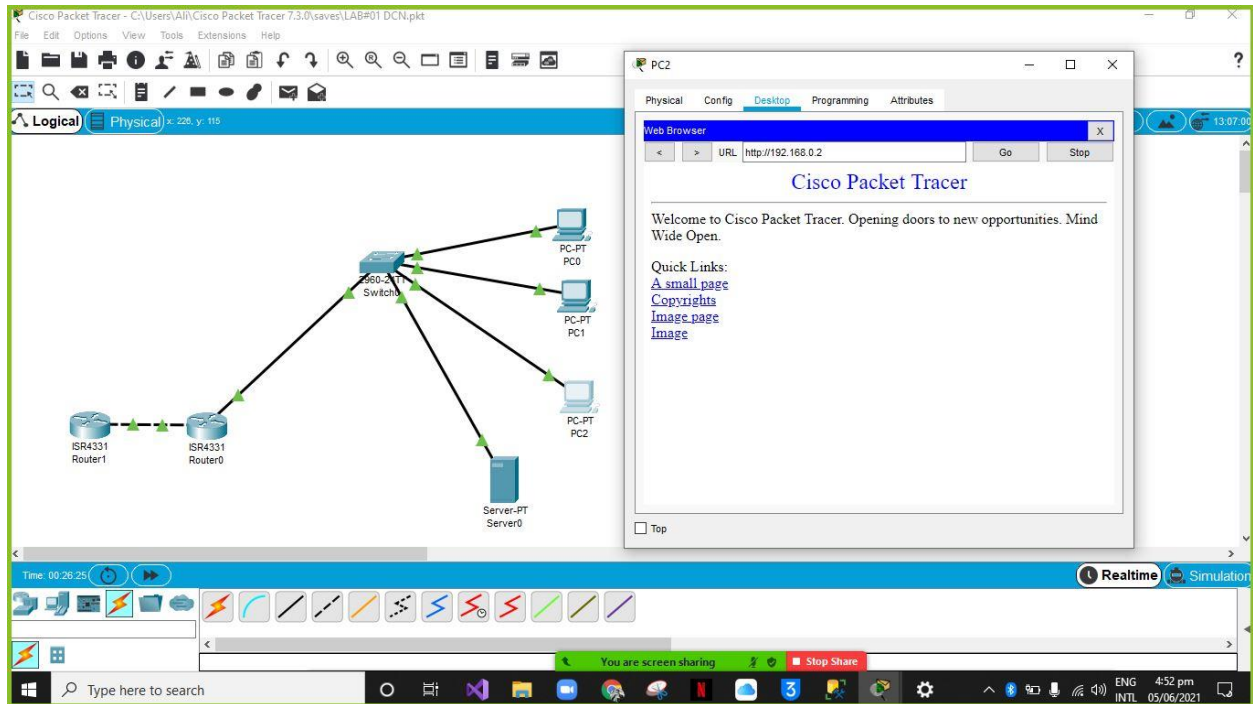 Cisco Packet Tracer - C:\Users\Ali\Cisco Packet Tracer 7.3.0\saves\LAB#01 DCN.pkt
File Edit Options View Tools Extensions Help
?
Logical Physical x: 226, y: 115
13:07:00
PC2
Physical Config Desktop Programming Attributes
Web Browser X
< > URL http://192.168.0.2 Go Stop
Cisco Packet Tracer
Welcome to Cisco Packet Tracer. Opening doors to new opportunities. Mind
Wide Open.
Quick Links:
A small page
Copyrights
Image page
Image
Top
PC-PT
PC0
Switch0
PC-PT
PC1
PC-PT
PC2
ISR4331
Router1
ISR4331
Router0
Server-PT
Server0
Time: 00:26:25
Realtime Simulation
You are screen sharing Stop Share
Type here to search
ENG 4:52 pm
INTL 05/06/2021